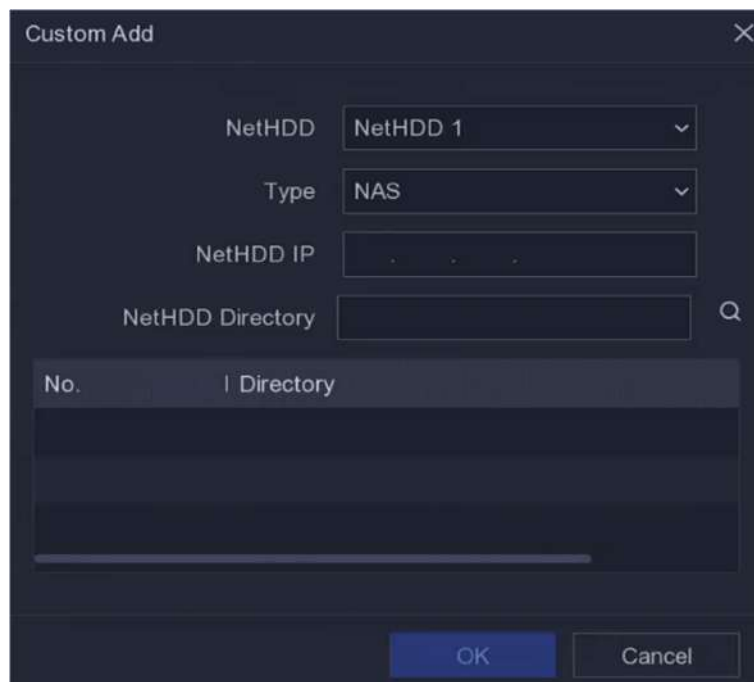 Custom Add
NetHDD NetHDD 1
Type NAS
NetHDD IP . . .
NetHDD Directory
No. Directory
OK Cancel